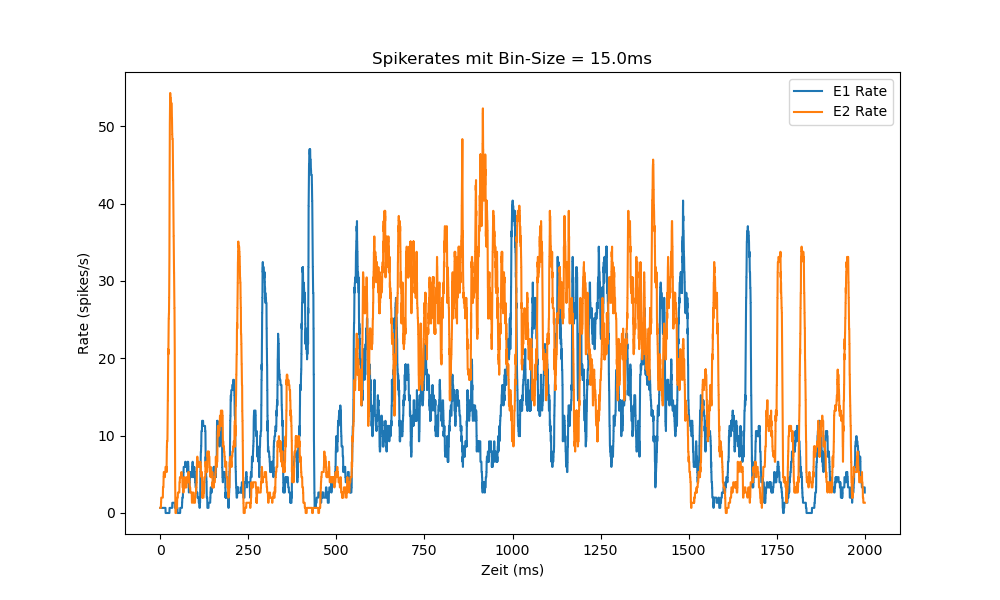 Spikerates mit Bin-Size = 15.0ms
E1 Rate
E2 Rate
Rate (spikes/s)
50
40
30
20
10
0
0 250 500 750 1000 1250 1500 1750 2000
Zeit (ms)